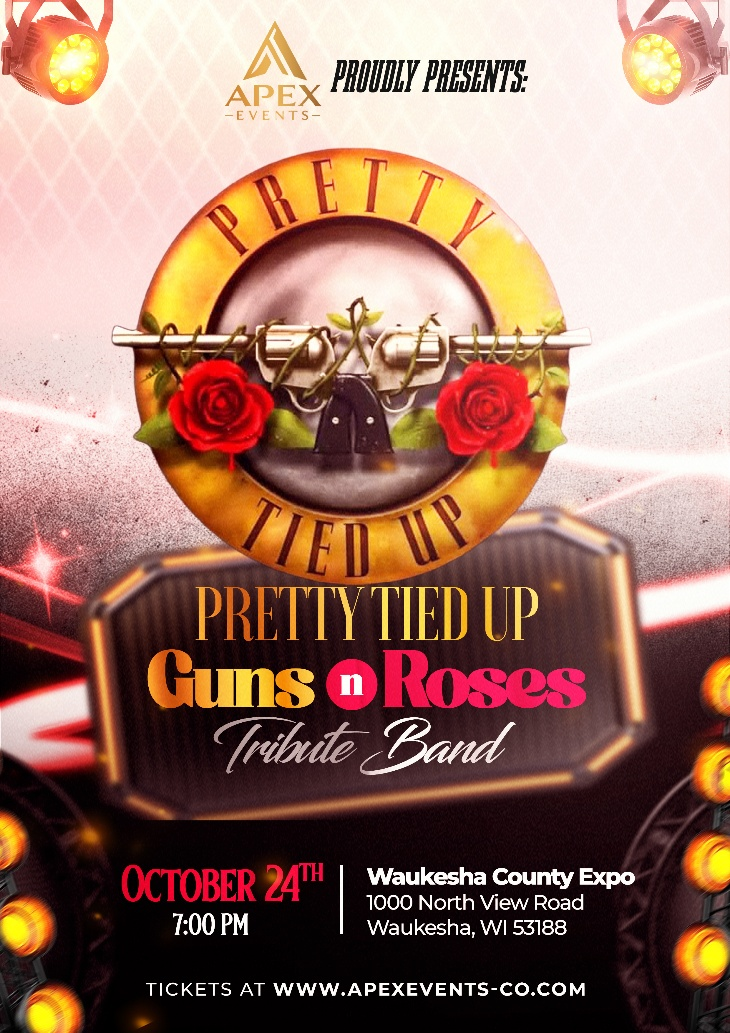 APEX
EVENTS
PROUDLY PRESENTS:
PRETTY
TIED UP
PRETTY TIED UP
Guns n Roses
Tribute Band
OCTOBER 24TH
7:00 PM
Waukesha County Expo
1000 North View Road
Waukesha, WI 53188
TICKETS AT WWW.APEXEVENTS-CO.COM